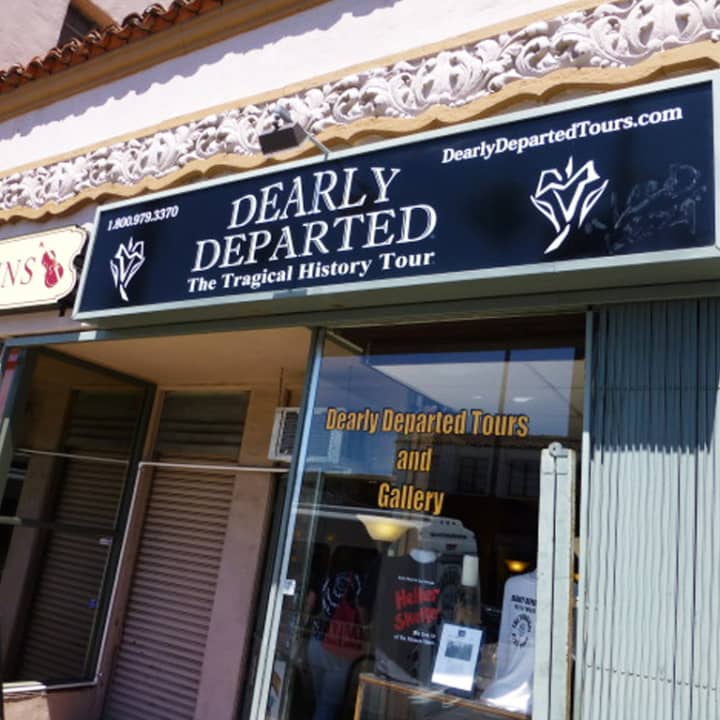 DearlyDepartedTours.com
1.800.979.3370
DEARLY
DEPARTED
The Tragical History Tour
NS
Dearly Departed Tours
and
Gallery
Helter
Skelter